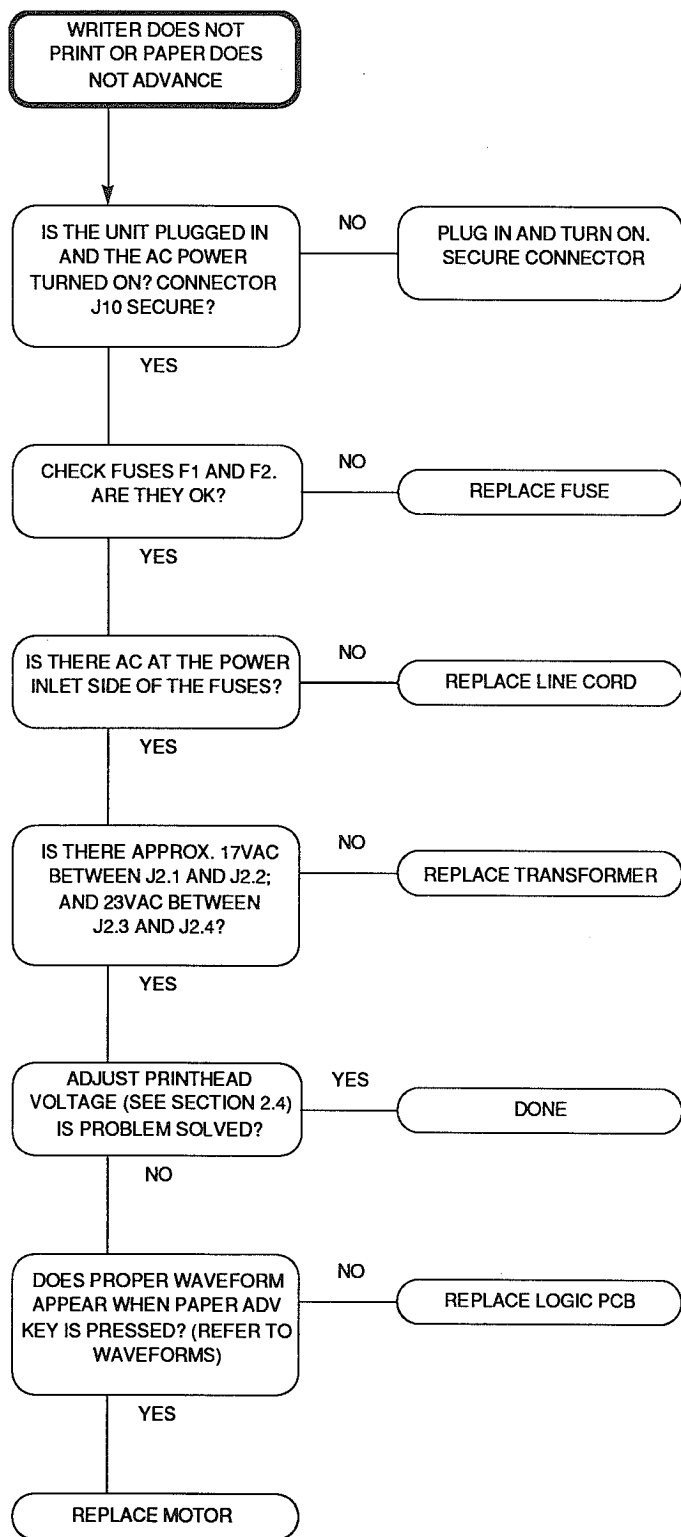 WRITER DOES NOT
PRINT OR PAPER DOES
NOT ADVANCE
IS THE UNIT PLUGGED IN
AND THE AC POWER
TURNED ON? CONNECTOR
J10 SECURE?
NO
PLUG IN AND TURN ON.
SECURE CONNECTOR
YES
CHECK FUSES F1 AND F2.
ARE THEY OK?
NO
REPLACE FUSE
YES
IS THERE AC AT THE POWER
INLET SIDE OF THE FUSES?
NO
REPLACE LINE CORD
YES
IS THERE APPROX. 17VAC
BETWEEN J2.1 AND J2.2;
AND 23VAC BETWEEN
J2.3 AND J2.4?
NO
REPLACE TRANSFORMER
YES
ADJUST PRINTHEAD
VOLTAGE (SEE SECTION 2.4)
IS PROBLEM SOLVED?
YES
DONE
NO
DOES PROPER WAVEFORM
APPEAR WHEN PAPER ADV
KEY IS PRESSED? (REFER TO
WAVEFORMS)
NO
REPLACE LOGIC PCB
YES
REPLACE MOTOR